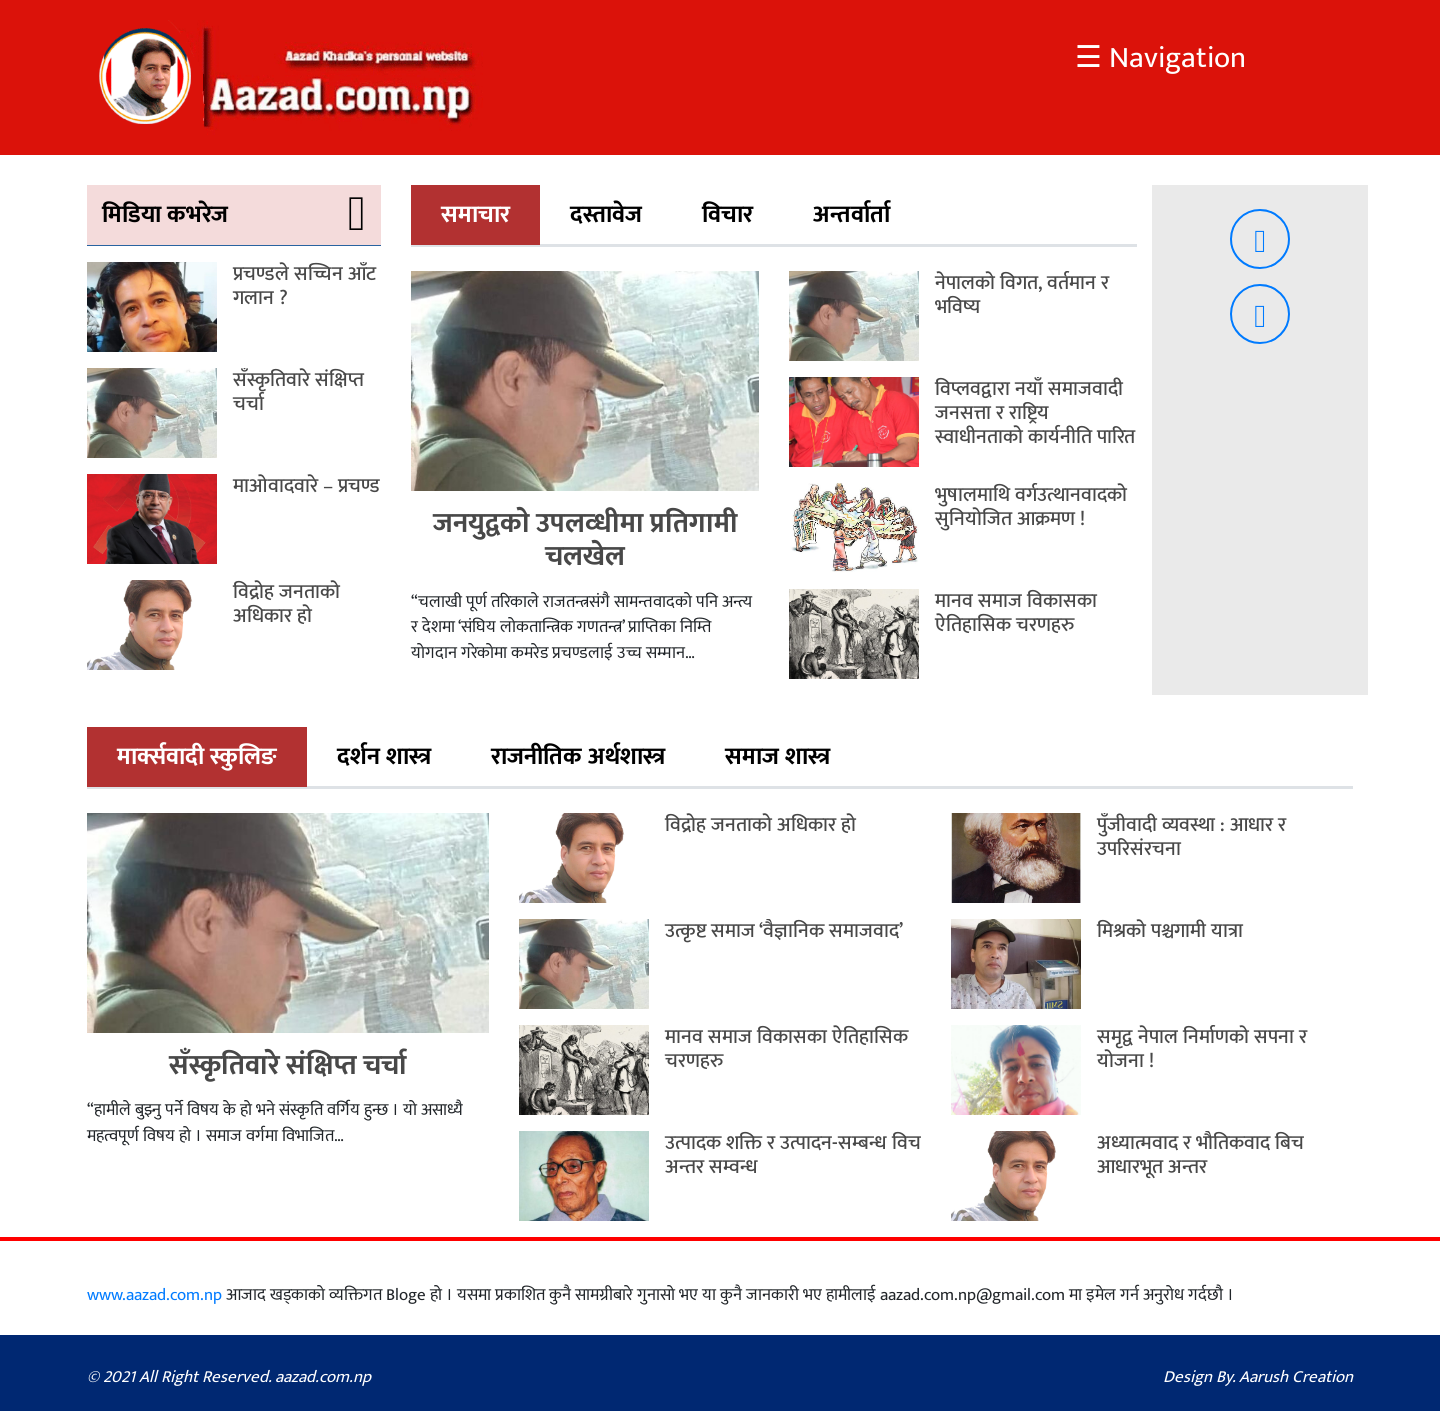 Aazad Khadka's personal website
Aazad.com.np
☰ Navigation
मिडिया कभरेज
प्रचण्डले सच्चिन आँट
गलान ?
सँस्कृतिवारे संक्षिप्त
चर्चा
माओवादवारे – प्रचण्ड
विद्रोह जनताको
अधिकार हो
समाचार दस्तावेज विचार अन्तर्वार्ता
जनयुद्वको उपलव्धीमा प्रतिगामी
चलखेल
“चलाखी पूर्ण तरिकाले राजतन्त्रसंगै सामन्तवादको पनि अन्त्य
र देशमा ‘संघिय लोकतान्त्रिक गणतन्त्र’ प्राप्तिका निम्ति
योगदान गरेकोमा कमरेड प्रचण्डलाई उच्च सम्मान...
नेपालको विगत, वर्तमान र
भविष्य
विप्लवद्वारा नयाँ समाजवादी
जनसत्ता र राष्ट्रिय
स्वाधीनताको कार्यनीति पारित
भुषालमाथि वर्गउत्थानवादको
सुनियोजित आक्रमण !
मानव समाज विकासका
ऐतिहासिक चरणहरु
मार्क्सवादी स्कुलिङ दर्शन शास्त्र राजनीतिक अर्थशास्त्र समाज शास्त्र
सँस्कृतिवारे संक्षिप्त चर्चा
“हामीले बुझ्नु पर्ने विषय के हो भने संस्कृति वर्गिय हुन्छ । यो असाध्यै
महत्वपूर्ण विषय हो । समाज वर्गमा विभाजित...
विद्रोह जनताको अधिकार हो
उत्कृष्ट समाज ‘वैज्ञानिक समाजवाद’
मानव समाज विकासका ऐतिहासिक
चरणहरु
उत्पादक शक्ति र उत्पादन-सम्बन्ध विच
अन्तर सम्वन्ध
पुँजीवादी व्यवस्था : आधार र
उपरिसंरचना
मिश्रको पश्चगामी यात्रा
समृद्व नेपाल निर्माणको सपना र
योजना !
अध्यात्मवाद र भौतिकवाद बिच
आधारभूत अन्तर
www.aazad.com.np आजाद खड्काको व्यक्तिगत Bloge हो । यसमा प्रकाशित कुनै सामग्रीबारे गुनासो भए या कुनै जानकारी भए हामीलाई aazad.com.np@gmail.com मा इमेल गर्न अनुरोध गर्दछौ ।
© 2021 All Right Reserved. aazad.com.np
Design By. Aarush Creation